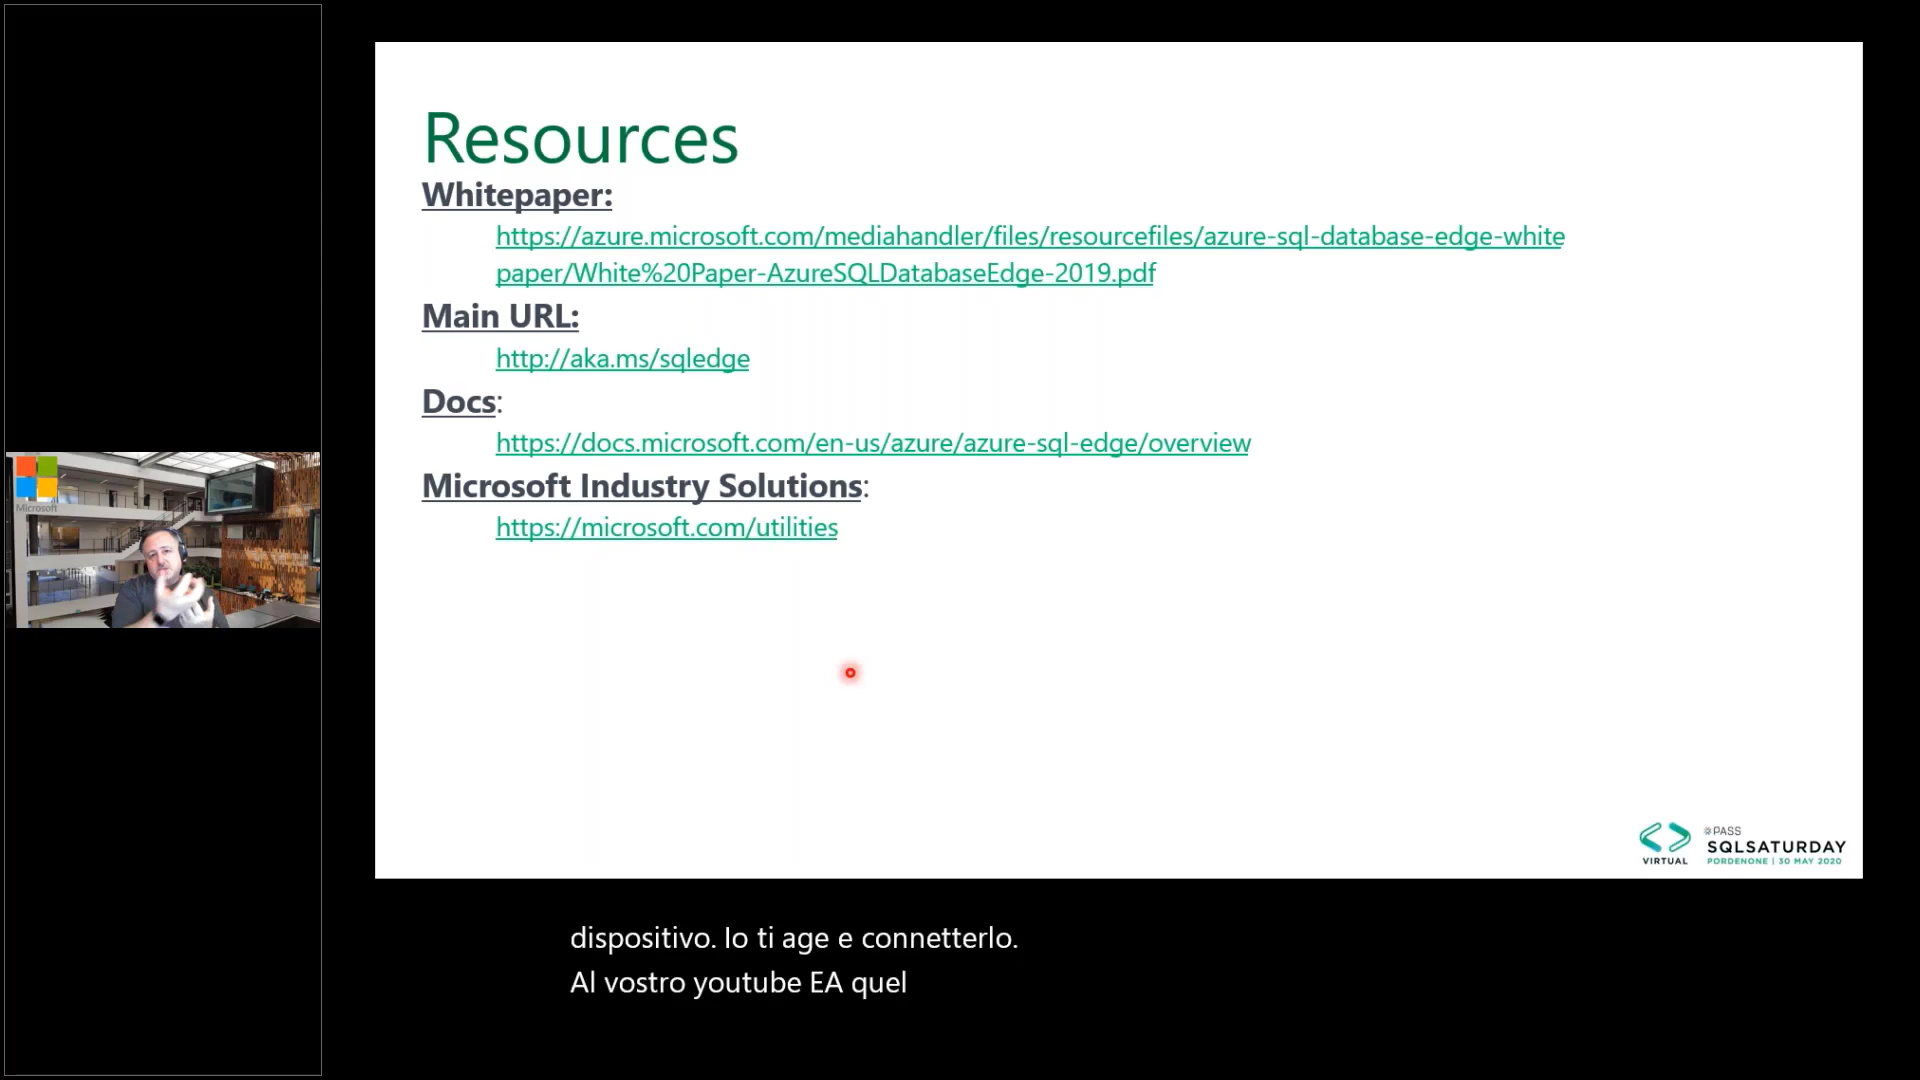 Microsoft
Resources
Whitepaper:
https://azure.microsoft.com/mediahandler/files/resourcefiles/azure-sql-database-edge-white
paper/White%20Paper-AzureSQLDatabaseEdge-2019.pdf
Main URL:
http://aka.ms/sqledge
Docs:
https://docs.microsoft.com/en-us/azure/azure-sql-edge/overview
Microsoft Industry Solutions:
https://microsoft.com/utilities
VIRTUAL
PASS
SQLSATURDAY
PORDENONE | 30 MAY 2020
dispositivo. Io ti age e connetterlo.
Al vostro youtube EA quel